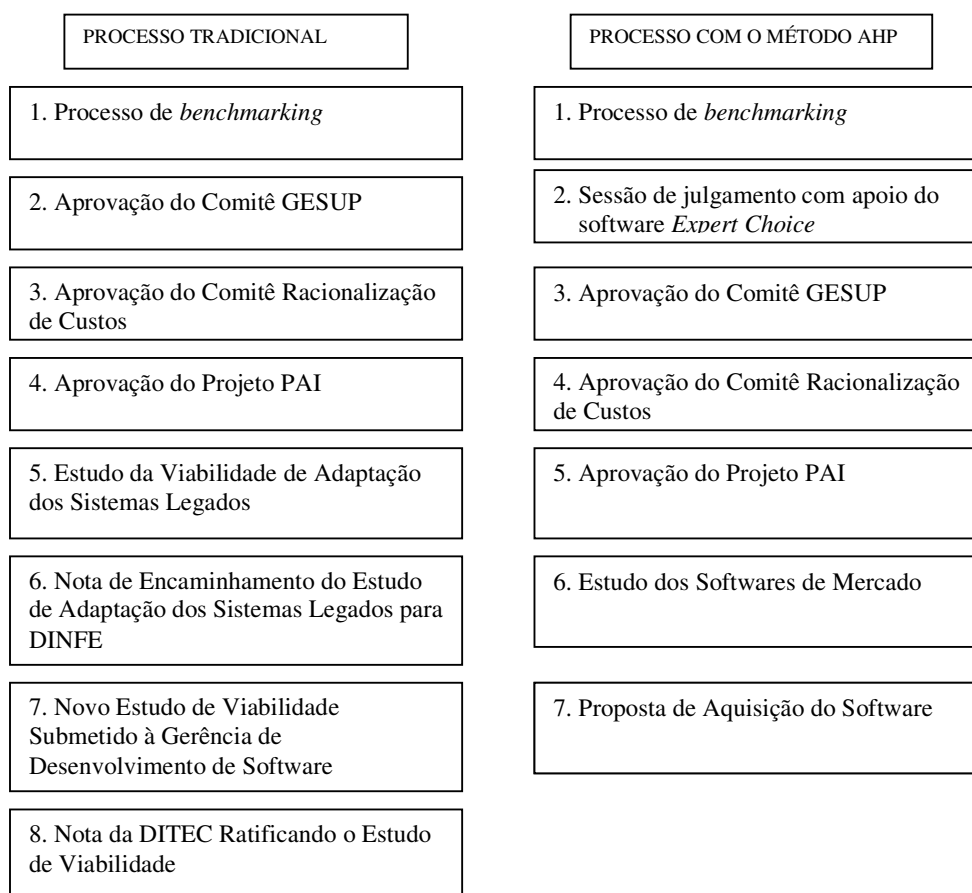 PROCESSO TRADICIONAL
1. Processo de benchmarking
2. Aprovação do Comitê GESUP
3. Aprovação do Comitê Racionalização
de Custos
4. Aprovação do Projeto PAI
5. Estudo da Viabilidade de Adaptação
dos Sistemas Legados
6. Nota de Encaminhamento do Estudo
de Adaptação dos Sistemas Legados para
DINFE
7. Novo Estudo de Viabilidade
Submetido à Gerência de
Desenvolvimento de Software
8. Nota da DITEC Ratificando o Estudo
de Viabilidade
PROCESSO COM O MÉTODO AHP
1. Processo de benchmarking
2. Sessão de julgamento com apoio do
software Expert Choice
3. Aprovação do Comitê GESUP
4. Aprovação do Comitê Racionalização
de Custos
5. Aprovação do Projeto PAI
6. Estudo dos Softwares de Mercado
7. Proposta de Aquisição do Software